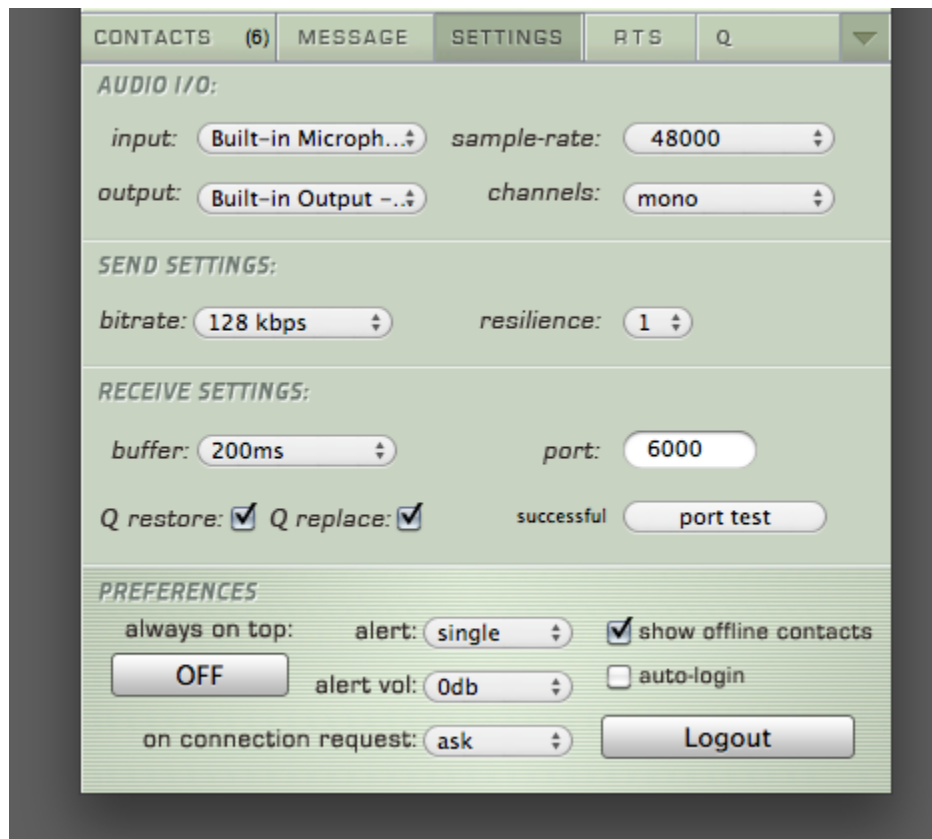 CONTACTS (6) MESSAGE SETTINGS RTS Q
AUDIO I/O:
input: Built-in Microph... sample-rate: 48000
output: Built-in Output -.. channels: mono
SEND SETTINGS:
bitrate: 128 kbps resilience: 1
RECEIVE SETTINGS:
buffer: 200ms port: 6000
Q restore: Q replace: successful port test
PREFERENCES
always on top: alert: single show offline contacts
OFF alert vol: 0db auto-login
on connection request: ask Logout